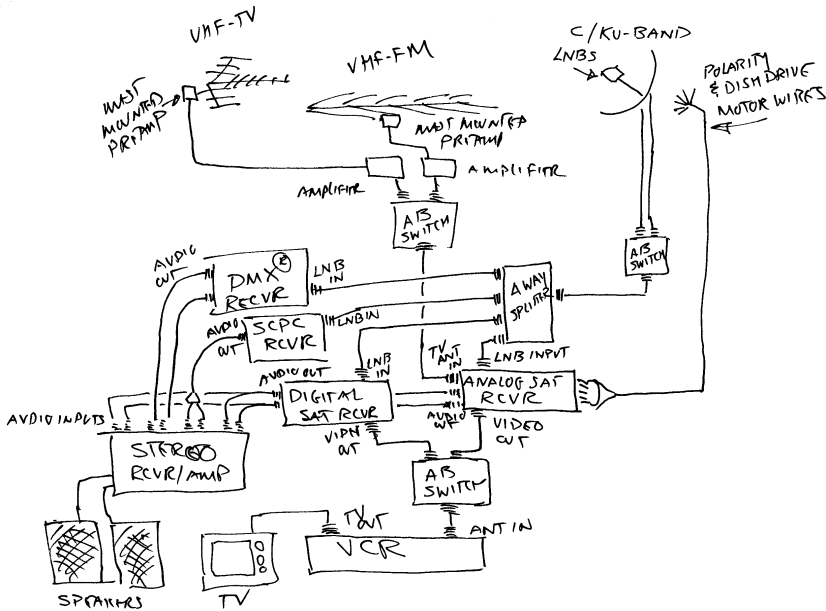 VHF-TV
C/KU-BAND
LNBS
VHF-FM
POLARITY
& DISH DRIVE
MOTOR WIRES
MAST
MOUNTED
PREAMP
MAST MOUNTED
PREAMP
AMPLIFIER
AMPLIFIER
A/B
SWITCH
A/B
SWITCH
AUDIO
OUT
DMX®
RECVR
LNB
IN
4 WAY
SPLITTER
AUDIO
OUT
SCPC
RCVR
LNB IN
LNB
IN
TV
ANT
IN
LNB INPUT
AUDIO OUT
DIGITAL
SAT RCVR
ANALOG SAT
RCVR
AUDIO
OUT
AUDIO INPUTS
STEREO
RCVR/AMP
OUT
VIDEO
OUT
A/B
SWITCH
TV OUT
ANT IN
VCR
SPEAKERS
TV